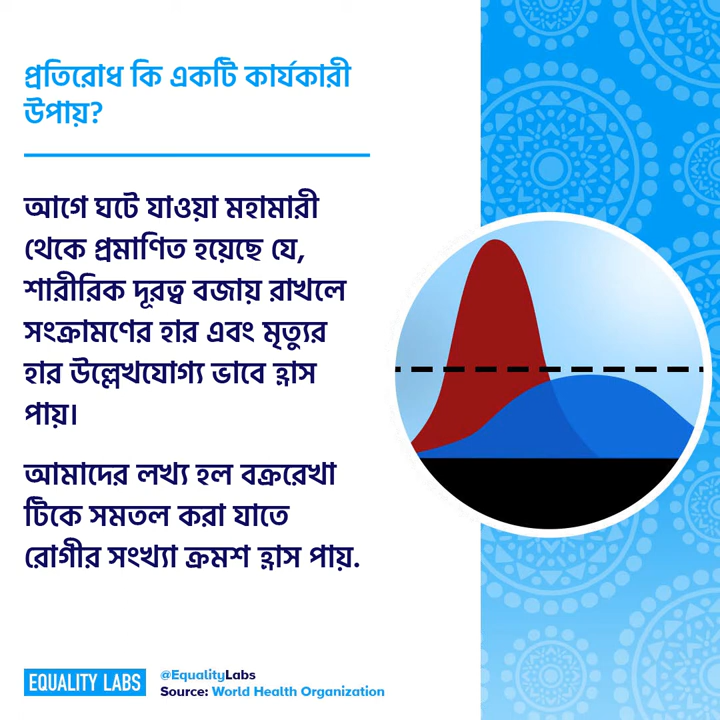 প্রতিরোধ কি একটি কার্যকারী
উপায়?
আগে ঘটে যাওয়া মহামারী
থেকে প্রমাণিত হয়েছে যে,
শারীরিক দূরত্ব বজায় রাখলে
সংক্রামণের হার এবং মৃত্যুর
হার উল্লেখযোগ্য ভাবে হ্রাস
পায়।
আমাদের লখ্য হল বক্ররেখা
টিকে সমতল করা যাতে
রোগীর সংখ্যা ক্রমশ হ্রাস পায়.
EQUALITY LABS
@EqualityLabs
Source: World Health Organization